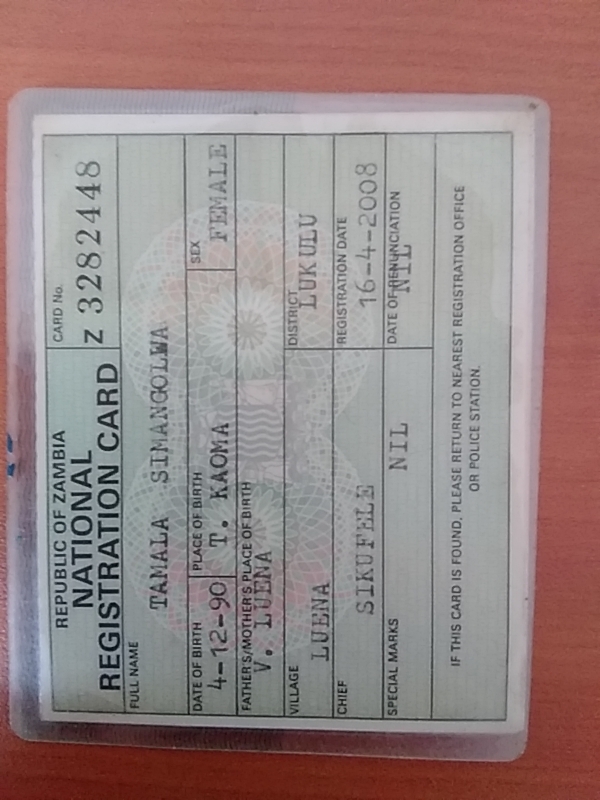 REPUBLIC OF ZAMBIA
NATIONAL
REGISTRATION CARD
CARD No.
Z 3282448
FULL NAME
TAMALA SIMANGOLWA
DATE OF BIRTH
4-12-90
PLACE OF BIRTH
T. KAOMA
SEX
FEMALE
FATHER'S/MOTHER'S PLACE OF BIRTH
V. LUENA
VILLAGE
LUENA
DISTRICT
LUKULU
CHIEF
SIKUFELE
REGISTRATION DATE
16-4-2008
SPECIAL MARKS
NIL
DATE OF RENUNCIATION
NIL
IF THIS CARD IS FOUND, PLEASE RETURN TO NEAREST REGISTRATION OFFICE
OR POLICE STATION.